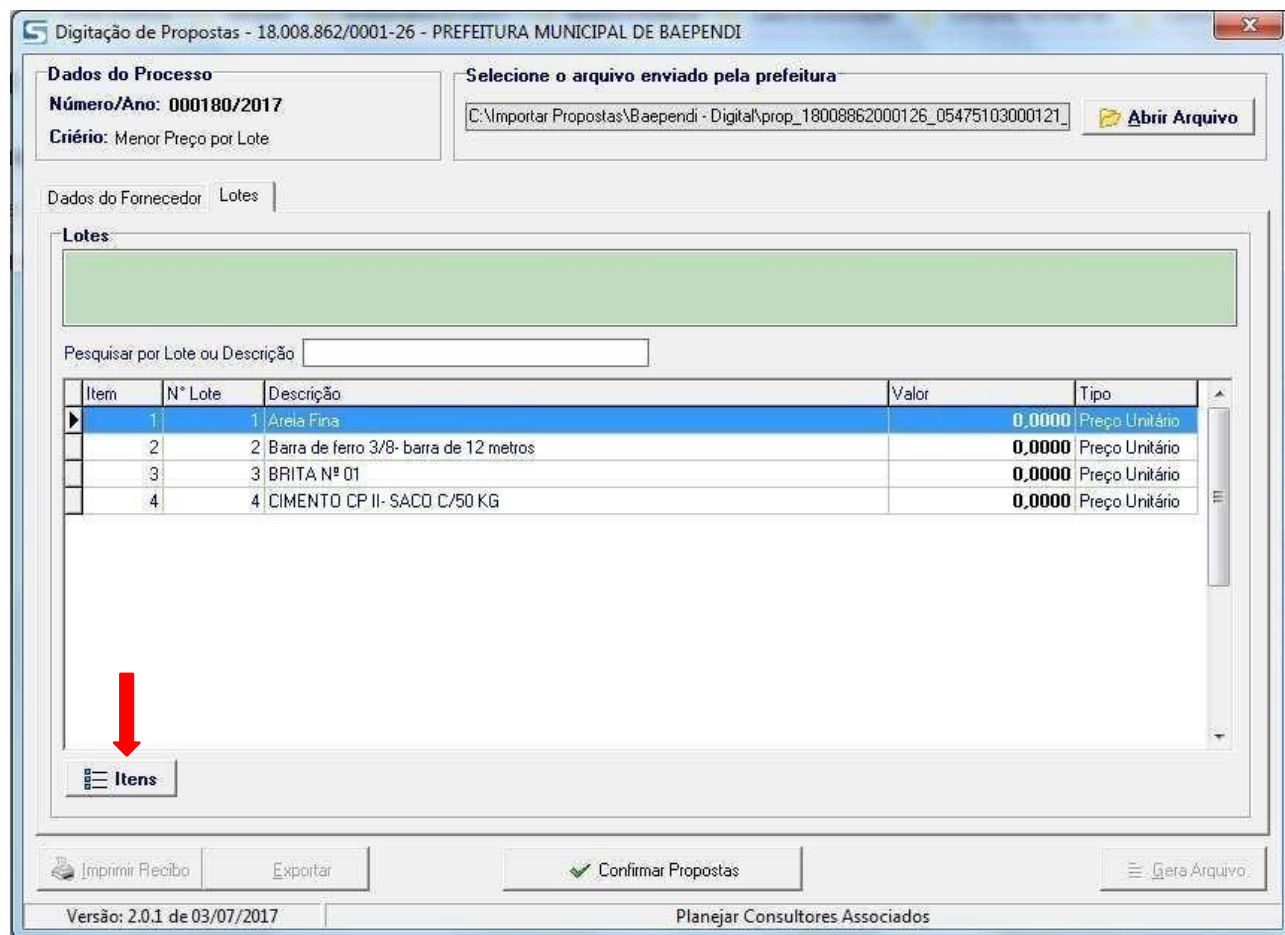 Digitação de Propostas - 18.008.862/0001-26 - PREFEITURA MUNICIPAL DE BAEPENDI
Dados do Processo
Número/Ano: 000180/2017
Criério: Menor Preço por Lote
Selecione o arquivo enviado pela prefeitura
C:\Importar Propostas\Baependi - Digital\prop_18008862000126_05475103000121_
Abrir Arquivo
Dados do Fornecedor Lotes
Lotes
Pesquisar por Lote ou Descrição
Item N° Lote Descrição Valor Tipo
1 1 Areia Fina 0,0000 Preço Unitário
2 2 Barra de ferro 3/8- barra de 12 metros 0,0000 Preço Unitário
3 3 BRITA Nº 01 0,0000 Preço Unitário
4 4 CIMENTO CP II- SACO C/50 KG 0,0000 Preço Unitário
Itens
Imprimir Recibo Exportar Confirmar Propostas Gera Arquivo
Versão: 2.0.1 de 03/07/2017 Planejar Consultores Associados